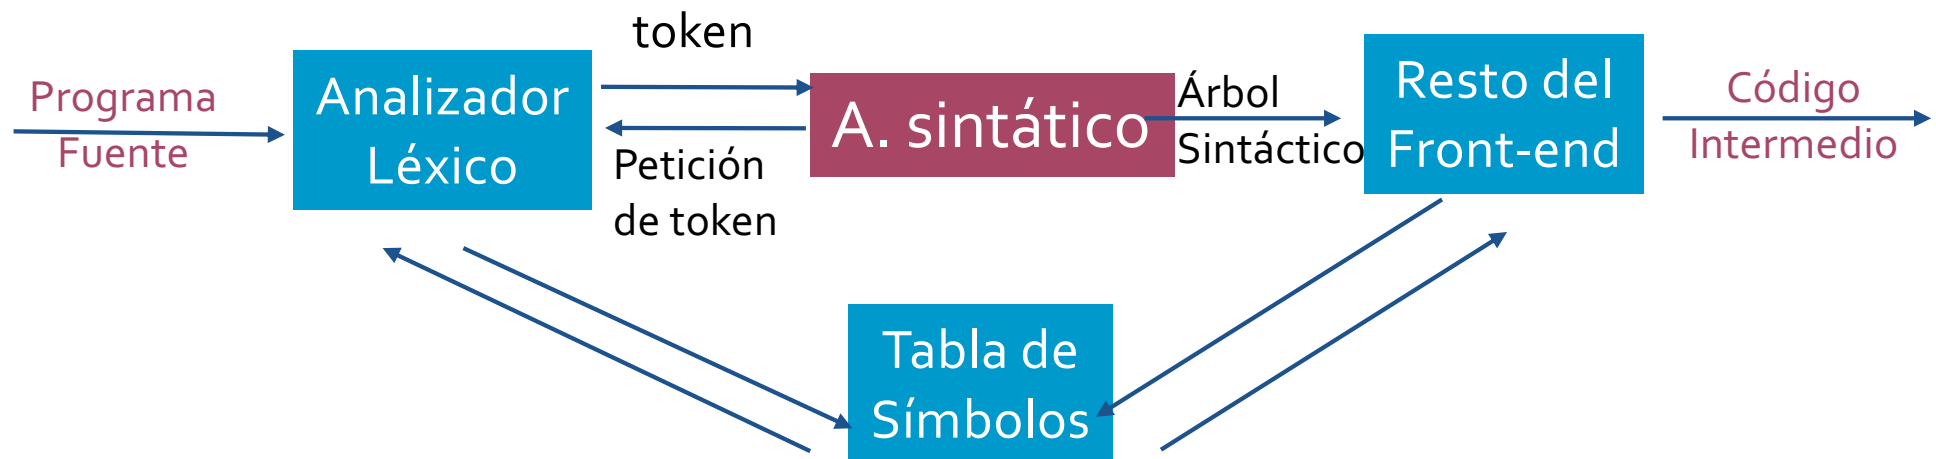 Programa
Fuente
Analizador
Léxico
token
Petición
de token
A. sintático
Árbol
Sintáctico
Resto del
Front-end
Código
Intermedio
Tabla de
Símbolos